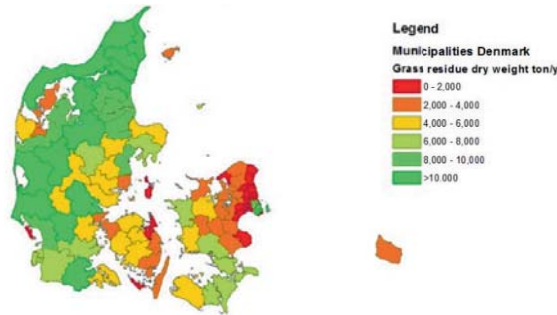 Legend
Municipalities Denmark
Grass residue dry weight ton/y
0 - 2,000
2,000 - 4,000
4,000 - 6,000
6,000 - 8,000
8,000 - 10,000
>10.000